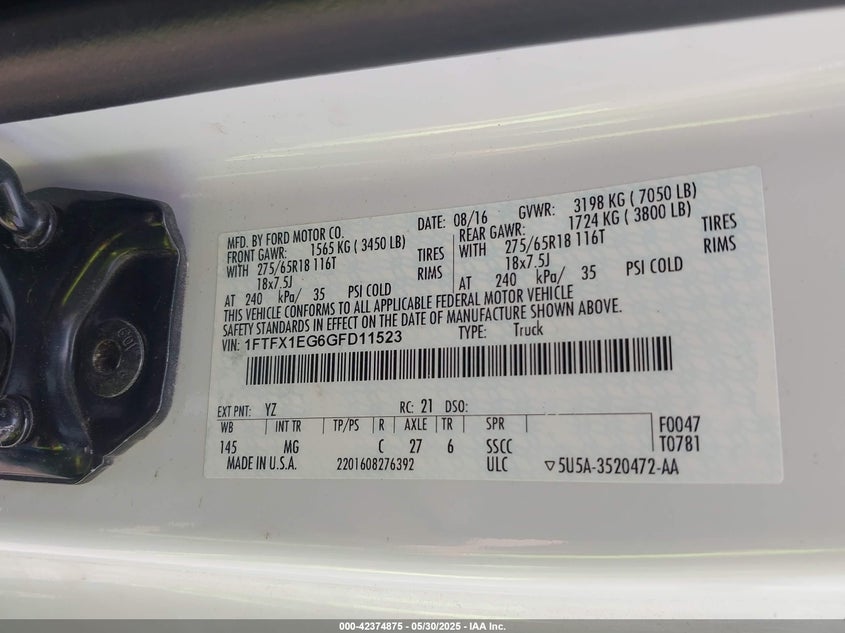 MFD. BY FORD MOTOR CO.
DATE: 08/16 GVWR: 3198 KG ( 7050 LB)
FRONT GAWR: 1565 KG ( 3450 LB) REAR GAWR: 1724 KG ( 3800 LB)
WITH 275/65R18 116T TIRES WITH 275/65R18 116T TIRES
18x7.5J RIMS 18x7.5J RIMS
AT 240 kPa/ 35 PSI COLD AT 240 kPa/ 35 PSI COLD
THIS VEHICLE CONFORMS TO ALL APPLICABLE FEDERAL MOTOR VEHICLE
SAFETY STANDARDS IN EFFECT ON THE DATE OF MANUFACTURE SHOWN ABOVE.
VIN: 1FTFX1EG6GFD11523 TYPE: Truck
EXT PNT: YZ RC: 21 DSO:
WB INT TR TP/PS R AXLE TR SPR F0047
145 MG C 27 6 SSCC T0781
MADE IN U.S.A. 2201608276392 ULC ▽5U5A-3520472-AA
000-42374875 - 05/30/2025 - IAA Inc.